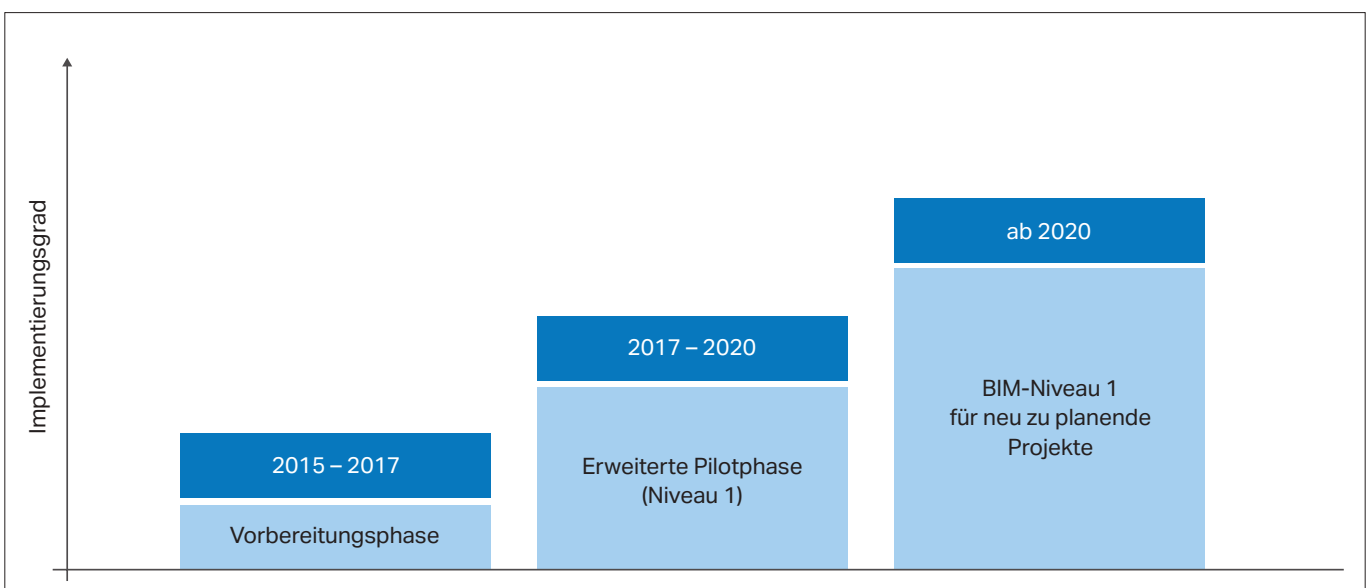 Implementierungsgrad
2015 – 2017
Vorbereitungsphase
2017 – 2020
Erweiterte Pilotphase
(Niveau 1)
ab 2020
BIM-Niveau 1
für neu zu planende
Projekte